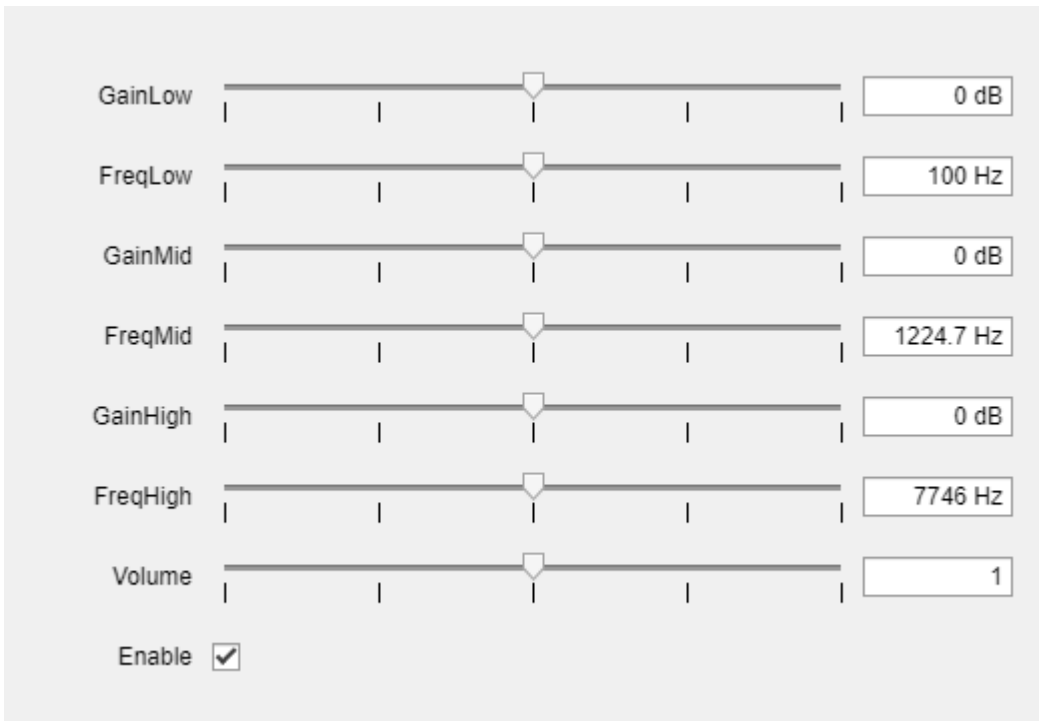 GainLow 0 dB
FreqLow 100 Hz
GainMid 0 dB
FreqMid 1224.7 Hz
GainHigh 0 dB
FreqHigh 7746 Hz
Volume 1
Enable